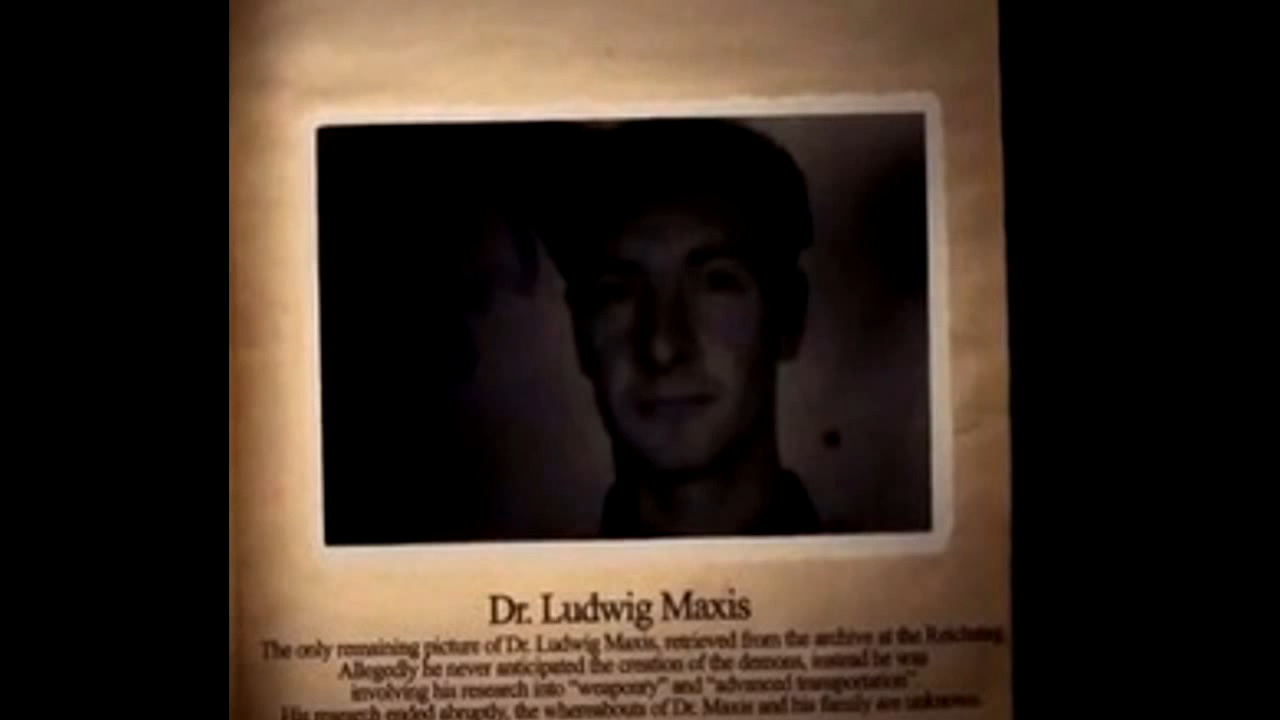 Dr. Ludwig Maxis
The only remaining picture of Dr. Ludwig Maxis, retrieved from the archive at the Reichstag.
Allegedly he never anticipated the creation of the demons, instead he was
involving his research into "weaponry" and "advanced transportation"
His research ended abruptly, the whereabouts of Dr. Maxis and his family are unknown.